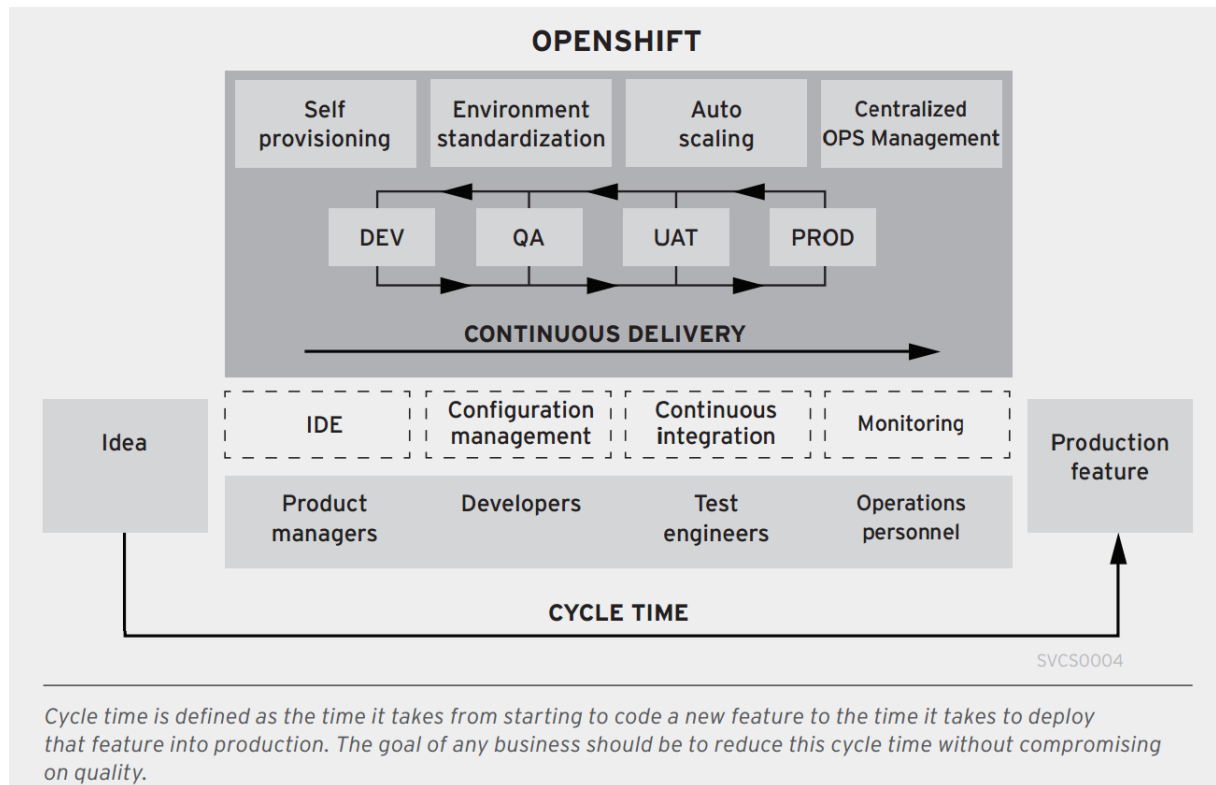 OPENSHIFT
Self
provisioning
Environment
standardization
Auto
scaling
Centralized
OPS Management
DEV
QA
UAT
PROD
CONTINUOUS DELIVERY
Idea
IDE
Configuration
management
Continuous
integration
Monitoring
Production
feature
Product
managers
Developers
Test
engineers
Operations
personnel
CYCLE TIME
SVCS0004
Cycle time is defined as the time it takes from starting to code a new feature to the time it takes to deploy
that feature into production. The goal of any business should be to reduce this cycle time without compromising
on quality.